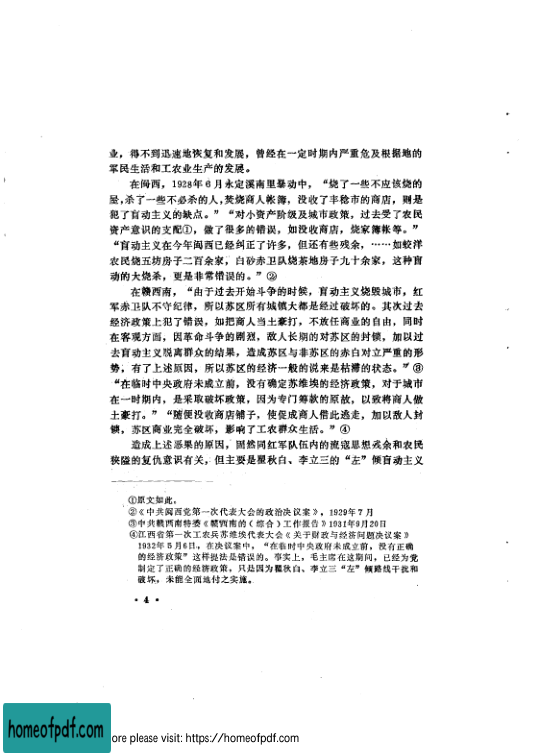 业，得不到迅速地恢复和发展，曾经在一定时期内严重危及根据地的
军民生活和工农业生产的发展。
在闽西，1928年6月永定溪南里暴动中，“烧了一些不应该烧的
屋，杀了一些不必杀的人，焚烧商人帐簿，没收了丰稔市的商店，则是
犯了盲动主义的缺点。”“对小资产阶级及城市政策，过去受了农民
资产意识的支配①，做了很多的错误，如没收商店，烧家簿帐等。”
“盲动主义在今年闽西已经纠正了许多，但还有些残余，……如蛟洋
农民烧五坊房子二百余家，白砂赤卫队烧茶地房子九十余家，这种盲
动的大烧杀，更是非常错误的。”②
在赣西南，“由于过去开始斗争的时候，盲动主义烧毁城市，红
军赤卫队不守纪律，所以苏区所有城镇大都是经过破坏的。其次过去
经济政策上犯了错误，如把商人当土豪打，不放任商业的自由，同时
在客观方面，因革命斗争的剧烈，敌人长期的对苏区的封锁，加以过
去盲动主义脱离群众的结果，造成苏区与非苏区的赤白对立严重的形
势，有了上述原因，所以苏区的经济一般的说来是枯滞的状态。”③
“在临时中央政府未成立前，没有确定苏维埃的经济政策，对于城市
在一时期内，是采取破坏政策，因为专门筹款的原故，以致将商人做
土豪打。”“随便没收商店铺子，使促成商人借此逃走，加以敌人封
锁，苏区商业完全破坏，影响了工农群众生活。”④
造成上述恶果的原因，固然同红军队伍内的流寇思想残余和农民
狭隘的复仇意识有关，但主要是瞿秋白、李立三的“左”倾盲动主义
①原文如此。
②《中共闽西党第一次代表大会的政治决议案》，1929年7月
③中共赣西南特委《赣西南的（综合）工作报告》1931年9月20日
④江西省第一次工农兵苏维埃代表大会《关于财政与经济问题决议案》
1932年5月6日，在决议案中，“在临时中央政府未成立前，没有正确
的经济政策”这样提法是错误的。事实上，毛主席在这期间，已经为党
制定了正确的经济政策，只是因为瞿秋白、李立三“左”倾路线干扰和
破坏，未能全面地付之实施。
• 4 •
homeofpdf.com
ore please visit: https://homeofpdf.com